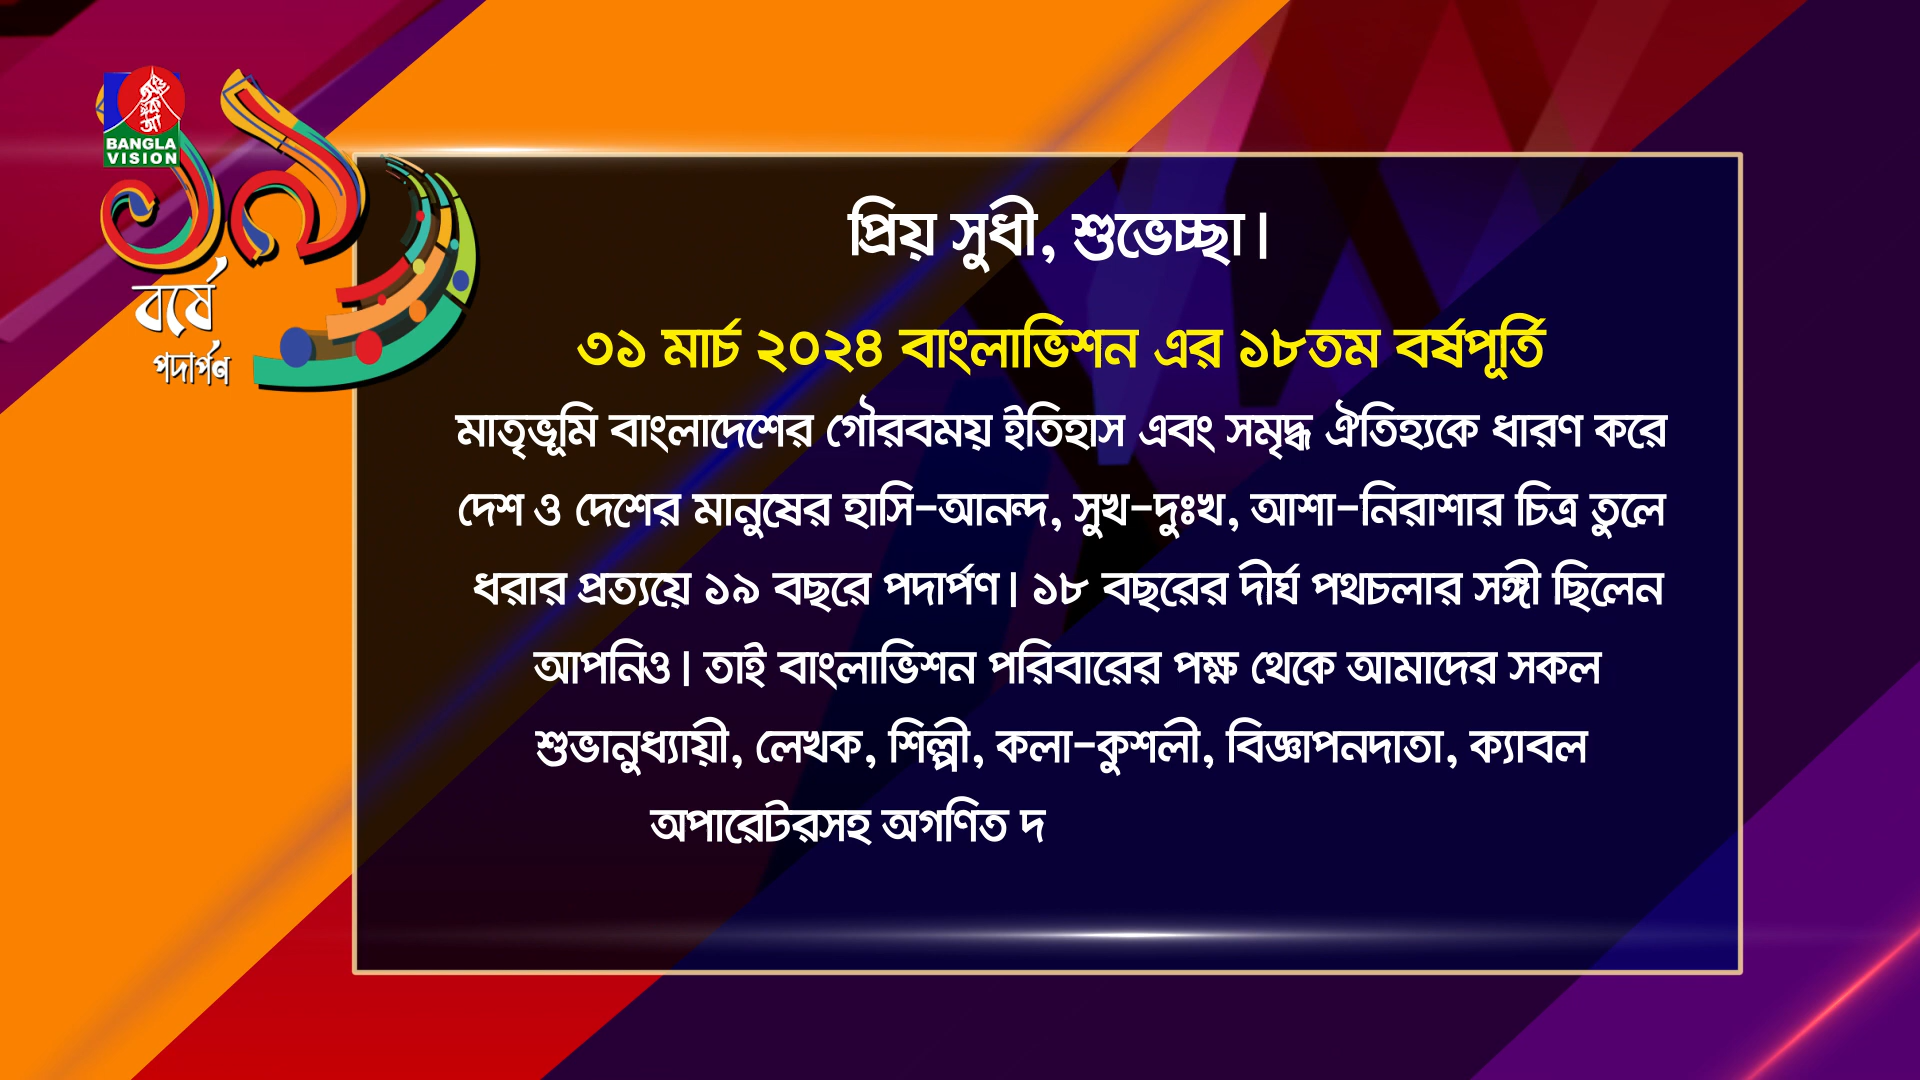 BANGLA
VISION
১৯
বর্ষে
পদার্পণ
প্রিয় সুধী, শুভেচ্ছা।
৩১ মার্চ ২০২৪ বাংলাভিশন এর ১৮তম বর্ষপূর্তি
মাতৃভূমি বাংলাদেশের গৌরবময় ইতিহাস এবং সমৃদ্ধ ঐতিহ্যকে ধারণ করে
দেশ ও দেশের মানুষের হাসি-আনন্দ, সুখ-দুঃখ, আশা-নিরাশার চিত্র তুলে
ধরার প্রত্যয়ে ১৯ বছরে পদার্পণ। ১৮ বছরের দীর্ঘ পথচলার সঙ্গী ছিলেন
আপনিও। তাই বাংলাভিশন পরিবারের পক্ষ থেকে আমাদের সকল
শুভানুধ্যায়ী, লেখক, শিল্পী, কলা-কুশলী, বিজ্ঞাপনদাতা, ক্যাবল
অপারেটরসহ অগণিত দ